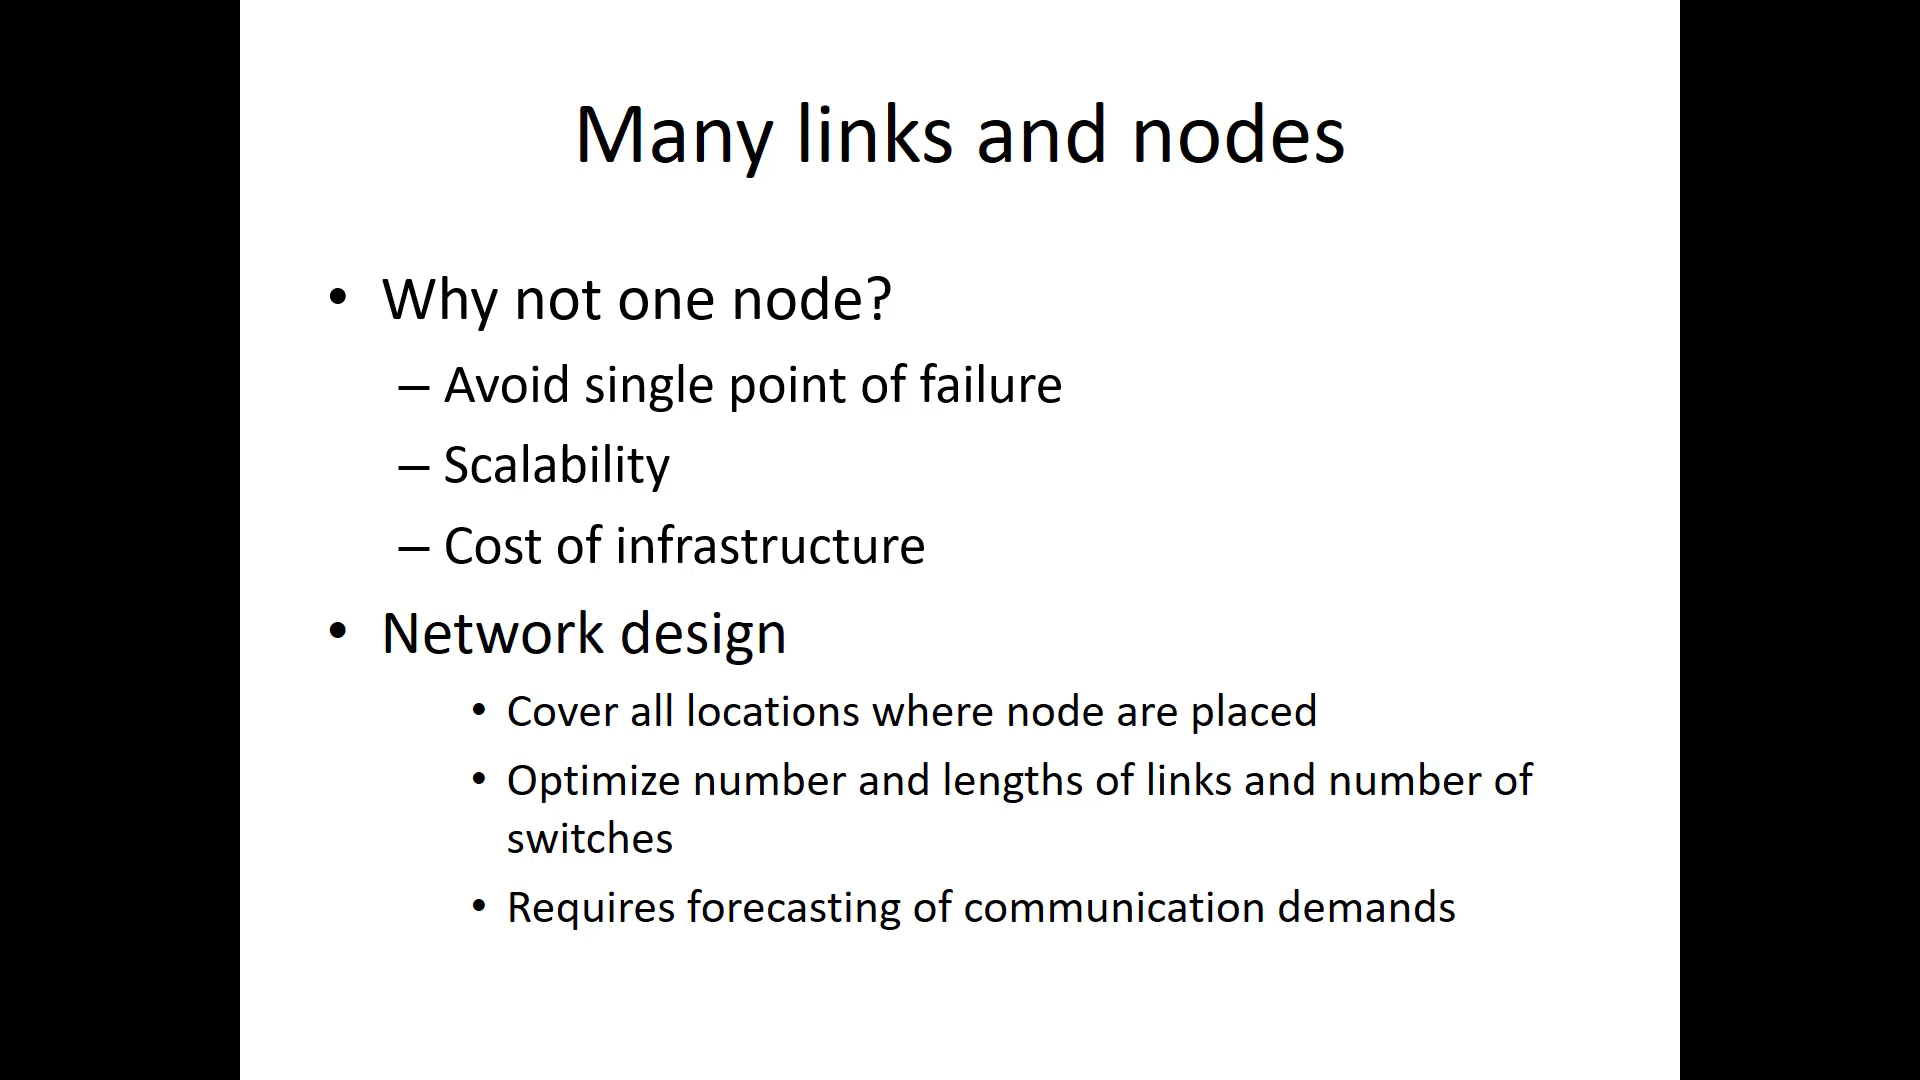 Many links and nodes
• Why not one node?
– Avoid single point of failure
– Scalability
– Cost of infrastructure
• Network design
• Cover all locations where node are placed
• Optimize number and lengths of links and number of
switches
• Requires forecasting of communication demands